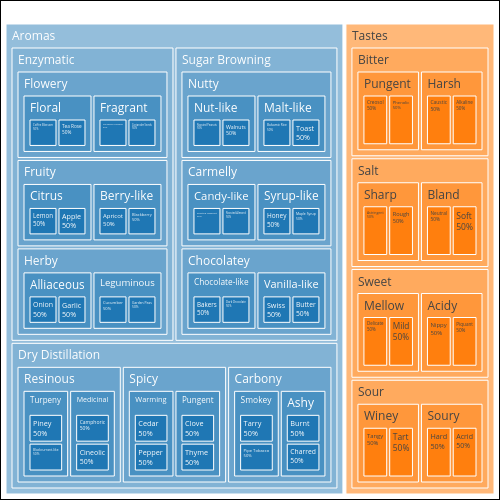 Aromas
Enzymatic
Flowery
Floral
Coffee Blossom
50%
Tea Rose
50%
Fragrant
Fruity
Citrus
Lemon
50%
Apple
50%
Berry-like
Apricot
50%
Blackberry
50%
Herby
Alliaceous
Onion
50%
Garlic
50%
Leguminous
Cucumber
50%
Garden Peas
50%
Sugar Browning
Nutty
Nut-like
Roasted Peanuts
50%
Walnuts
50%
Malt-like
Balsamic Rice
50%
Toast
50%
Carmelly
Candy-like
Roasted Almond
50%
Syrup-like
Honey
50%
Maple Syrup
50%
Chocolatey
Chocolate-like
Bakers
50%
Dark Chocolate
50%
Vanilla-like
Swiss
50%
Butter
50%
Dry Distillation
Resinous
Turpeny
Piney
50%
Blackcurrant-like
50%
Medicinal
Camphoric
50%
Cineolic
50%
Spicy
Warming
Cedar
50%
Pepper
50%
Pungent
Clove
50%
Thyme
50%
Carbony
Smokey
Tarry
50%
Pipe Tobacco
50%
Ashy
Burnt
50%
Charred
50%
Tastes
Bitter
Pungent
Creosol
50%
Phenolic
50%
Harsh
Caustic
50%
Alkaline
50%
Salt
Sharp
Astringent
50%
Rough
50%
Bland
Neutral
50%
Soft
50%
Sweet
Mellow
Delicate
50%
Mild
50%
Acidy
Nippy
50%
Piquant
50%
Sour
Winey
Tangy
50%
Tart
50%
Soury
Hard
50%
Acrid
50%